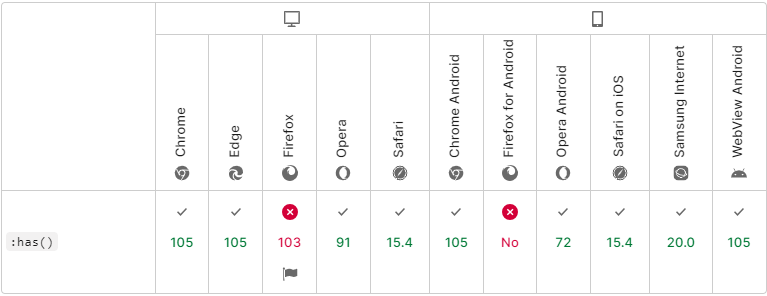 Chrome
Edge
Firefox
Opera
Safari
Chrome Android
Firefox for Android
Opera Android
Safari on iOS
Samsung Internet
WebView Android
:has()
105
105
103
91
15.4
105
No
72
15.4
20.0
105